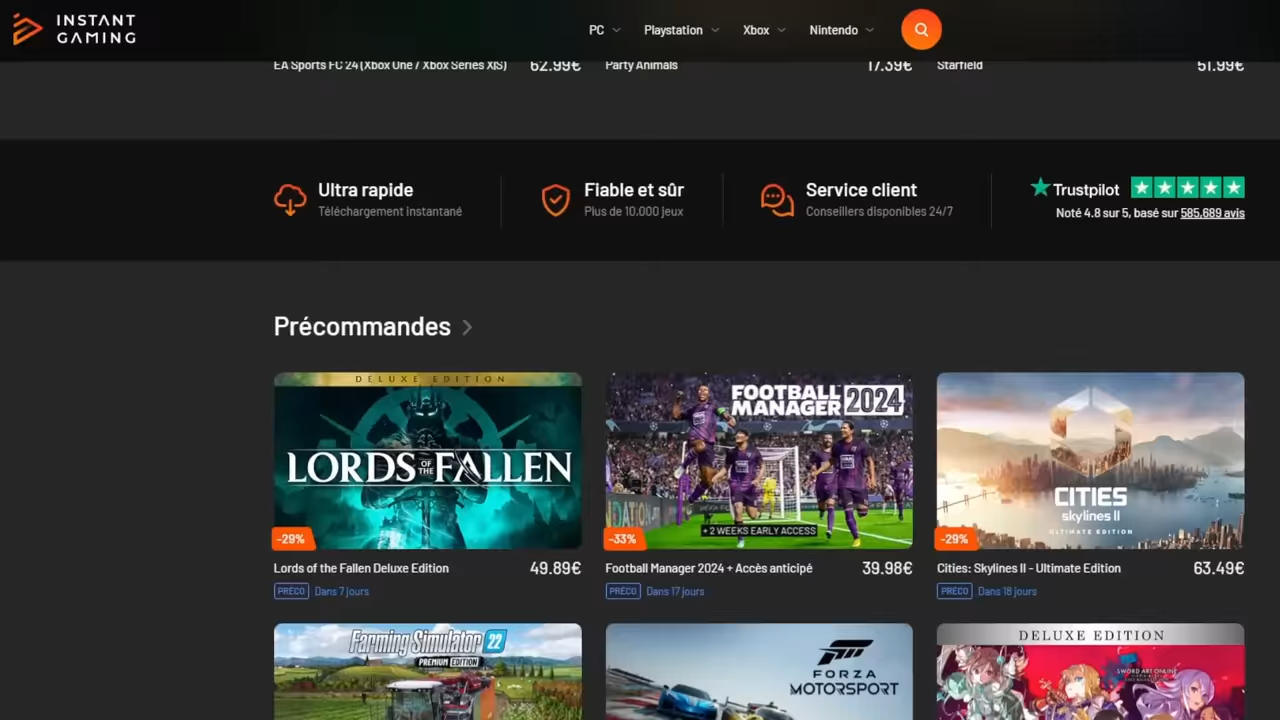 INSTANT
GAMING
PC
Playstation
Xbox
Nintendo
EA Sports FC 24 (Xbox One / Xbox Series X|S)
62.99€
Party Animals
17.39€
Starfield
51.99€
Ultra rapide
Téléchargement instantané
Fiable et sûr
Plus de 10.000 jeux
Service client
Conseillers disponibles 24/7
Trustpilot
Noté 4.8 sur 5, basé sur 585,689 avis
Précommandes
DELUXE EDITION
LORDS OF THE FALLEN
-29%
FOOTBALL
MANAGER 2024
+ 2 WEEKS EARLY ACCESS
-33%
CITIES
skylines II
ULTIMATE EDITION
-29%
Lords of the Fallen Deluxe Edition
49.89€
PRÉCO
Dans 7 jours
Football Manager 2024 + Accès anticipé
39.98€
PRÉCO
Dans 17 jours
Cities: Skylines II - Ultimate Edition
63.49€
PRÉCO
Dans 18 jours
Farming Simulator 22
PREMIUM EDITION
FORZA
MOTORSPORT
DELUXE EDITION
SWORD ART ONLINE